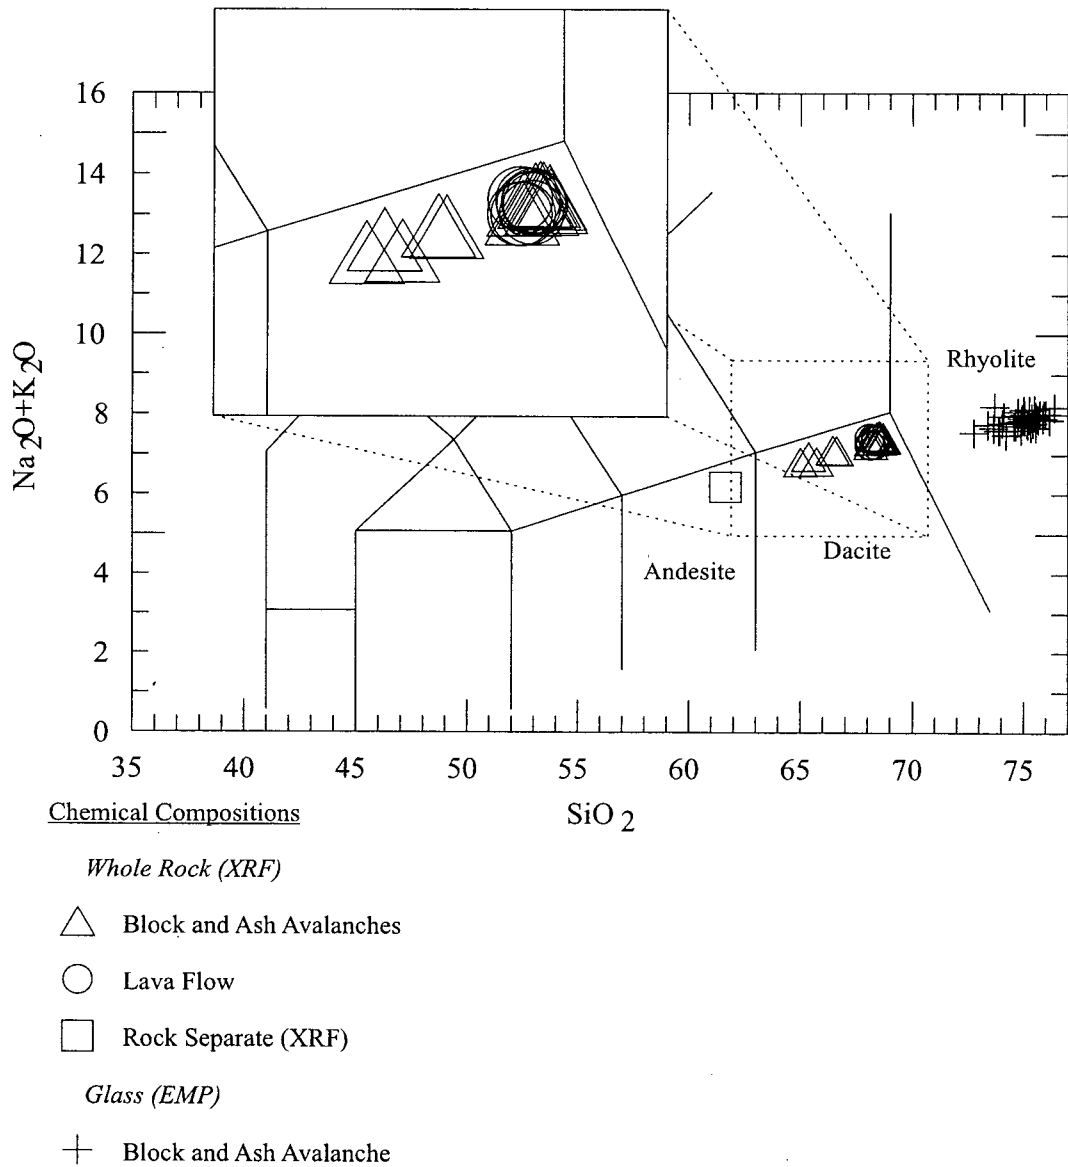 16
14
12
10
8
6
4
2
0
Na2O+K2O
Rhyolite
Dacite
Andesite
35 40 45 50 55 60 65 70 75
SiO2
Chemical Compositions
Whole Rock (XRF)
Block and Ash Avalanches
Lava Flow
Rock Separate (XRF)
Glass (EMP)
Block and Ash Avalanche